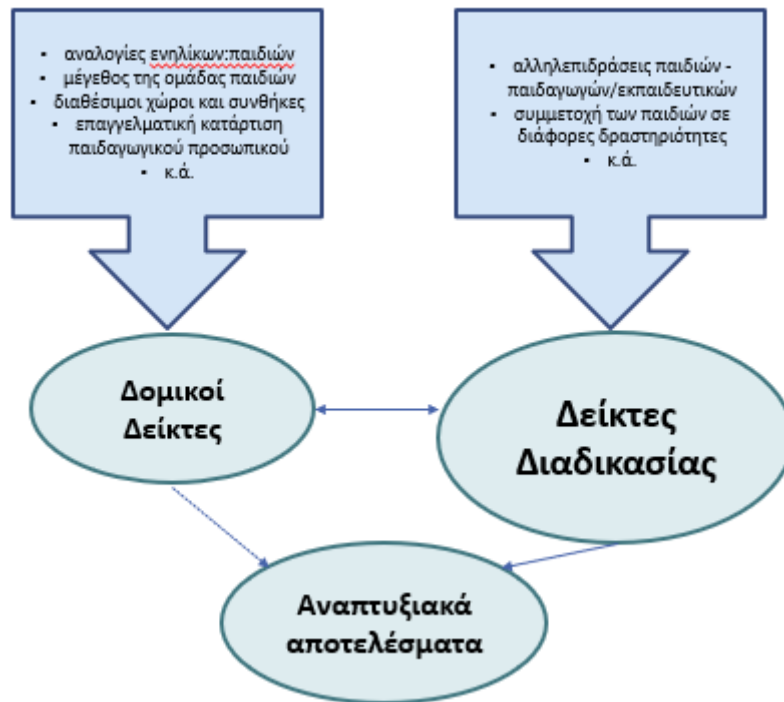 ▪ αναλογίες ενηλίκων:παιδιών
▪ μέγεθος της ομάδας παιδιών
▪ διαθέσιμοι χώροι και συνθήκες
▪ επαγγελματική κατάρτιση
παιδαγωγικού προσωπικού
▪ κ.ά.
▪ αλληλεπιδράσεις παιδιών -
παιδαγωγών/εκπαιδευτικών
▪ συμμετοχή των παιδιών σε
διάφορες δραστηριότητες
▪ κ.ά.
Δομικοί
Δείκτες
Δείκτες
Διαδικασίας
Αναπτυξιακά
αποτελέσματα